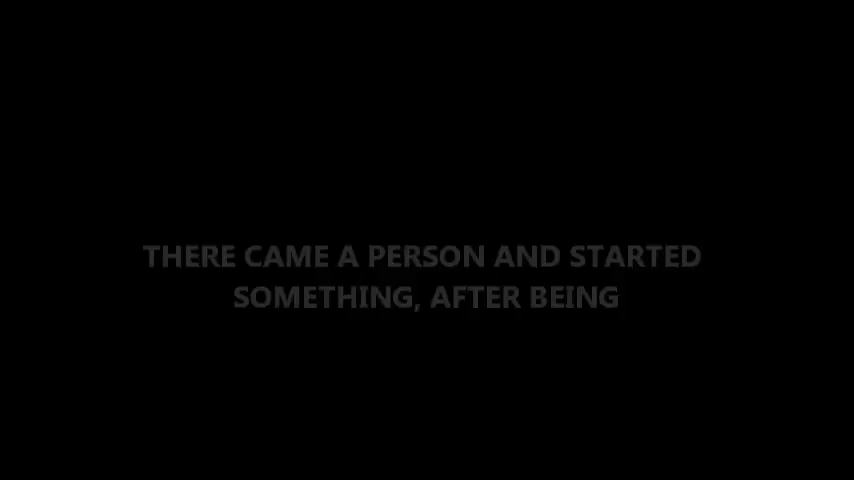 THERE CAME A PERSON AND STARTED
SOMETHING, AFTER BEING